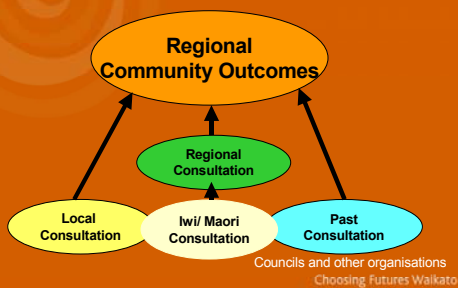 Regional
Community Outcomes
Regional
Consultation
Local
Consultation
Iwi/ Maori
Consultation
Past
Consultation
Councils and other organisations
Choosing Futures Waikato